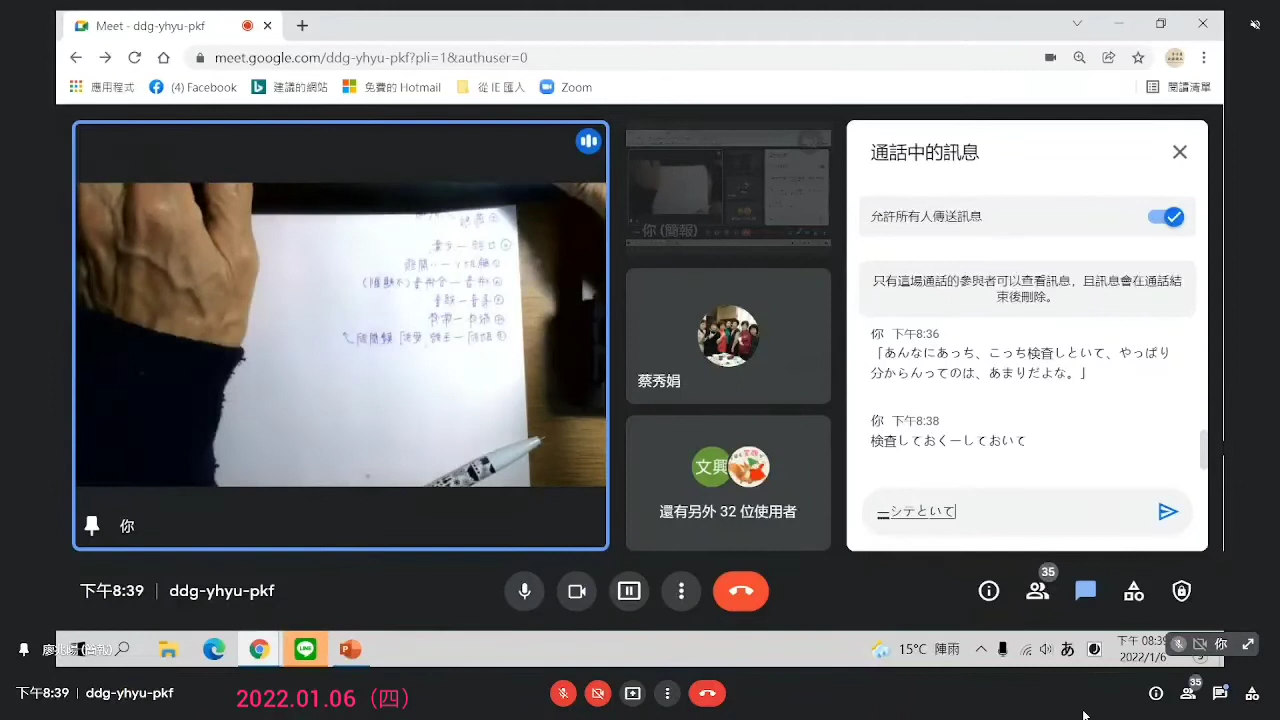 Meet - ddg-yhyu-pkf
meet.google.com/ddg-yhyu-pkf?pli=1&authuser=0
應用程式
(4) Facebook
建議的網站
免費的 Hotmail
從 IE 匯入
Zoom
閱讀清單
你 (簡報)
蔡秀娟
文興
還有另外 32 位使用者
你
通話中的訊息
允許所有人傳送訊息
只有這場通話的參與者可以查看訊息，且訊息會在通話結
束後刪除。
你 下午8:36
「あんなにあっち、こっち検査しといて、やっぱり
分からんってのは、あまりだよな。」
你 下午8:38
検査しておくーしておいて
ーシテといて
下午8:39 | ddg-yhyu-pkf
35
15°C 陣雨
あ
下午 08:39
2022/1/6
你
下午8:39 | ddg-yhyu-pkf
2022.01.06（四）
35